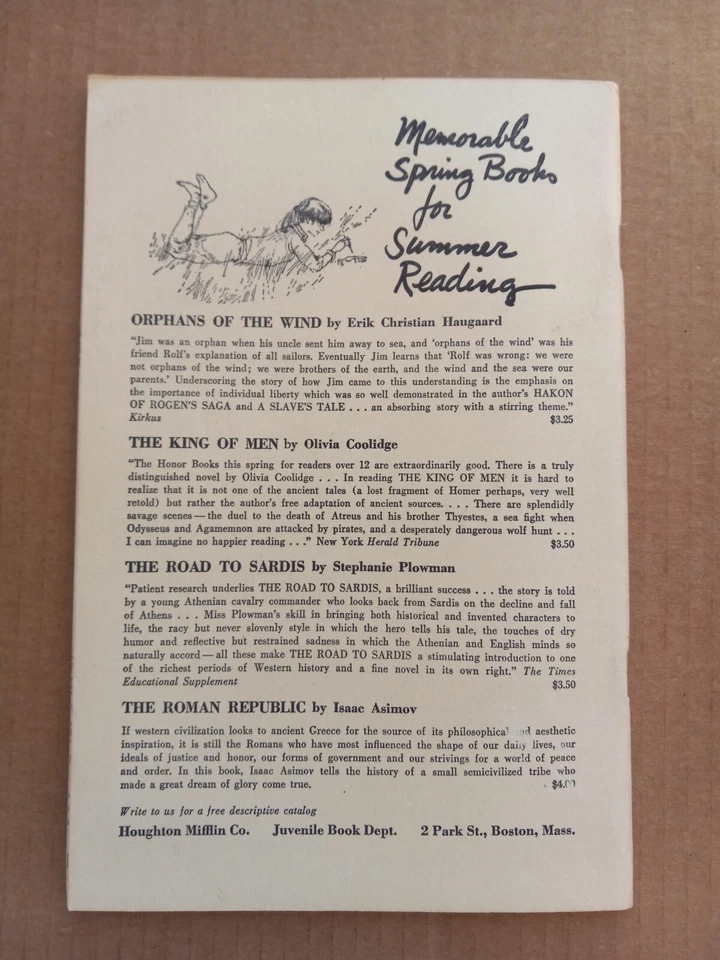 Memorable
Spring Books
for
Summer
Reading
ORPHANS OF THE WIND by Erik Christian Haugaard
“Jim was an orphan when his uncle sent him away to sea, and ‘orphans of the wind’ was his
friend Rolf’s explanation of all sailors. Eventually Jim learns that ‘Rolf was wrong: we were
not orphans of the wind; we were brothers of the earth, and the wind and the sea were our
parents.’ Underscoring the story of how Jim came to this understanding is the emphasis on
the importance of individual liberty which was so well demonstrated in the author’s HAKON
OF ROGEN’S SAGA and A SLAVE’S TALE . . . an absorbing story with a stirring theme.”
Kirkus $3.25
THE KING OF MEN by Olivia Coolidge
“The Honor Books this spring for readers over 12 are extraordinarily good. There is a truly
distinguished novel by Olivia Coolidge . . . In reading THE KING OF MEN it is hard to
realize that it is not one of the ancient tales (a lost fragment of Homer perhaps, very well
retold) but rather the author’s free adaptation of ancient sources. . . . There are splendidly
savage scenes — the duel to the death of Atreus and his brother Thyestes, a sea fight when
Odysseus and Agamemnon are attacked by pirates, and a desperately dangerous wolf hunt . . .
I can imagine no happier reading . . .” New York Herald Tribune $3.50
THE ROAD TO SARDIS by Stephanie Plowman
“Patient research underlies THE ROAD TO SARDIS, a brilliant success . . . the story is told
by a young Athenian cavalry commander who looks back from Sardis on the decline and fall
of Athens . . . Miss Plowman’s skill in bringing both historical and invented characters to
life, the racy but never slovenly style in which the hero tells his tale, the touches of dry
humor and reflective but restrained sadness in which the Athenian and English minds so
naturally accord — all these make THE ROAD TO SARDIS a stimulating introduction to one
of the richest periods of Western history and a fine novel in its own right.” The Times
Educational Supplement $3.50
THE ROMAN REPUBLIC by Isaac Asimov
If western civilization looks to ancient Greece for the source of its philosophical and aesthetic
inspiration, it is still the Romans who have most influenced the shape of our daily lives, our
ideals of justice and honor, our forms of government and our strivings for a world of peace
and order. In this book, Isaac Asimov tells the history of a small semicivilized tribe who
made a great dream of glory come true. $4.00
Write to us for a free descriptive catalog
Houghton Mifflin Co. Juvenile Book Dept. 2 Park St., Boston, Mass.